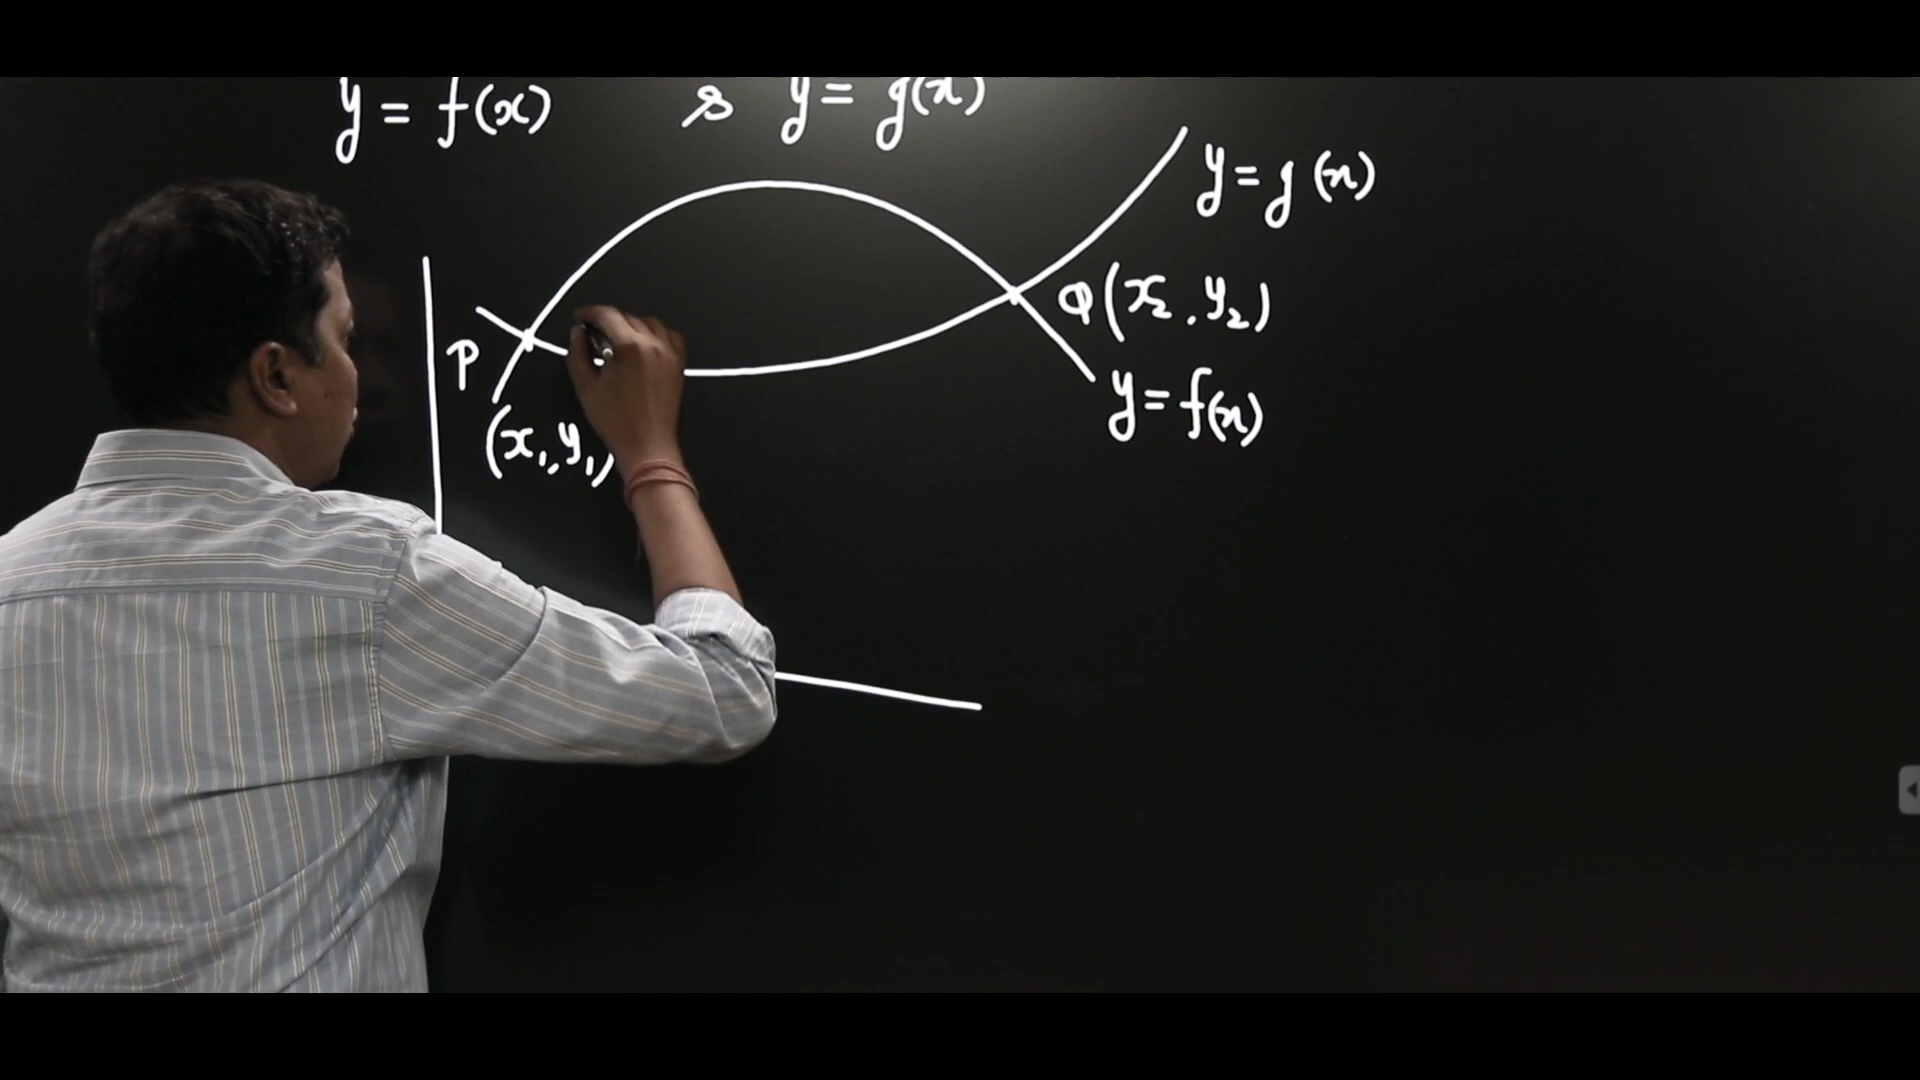 y = f(x) & y = g(x)
y = g(x)
P
Q(x₂, y₂)
(x₁, y₁)
y = f(x)